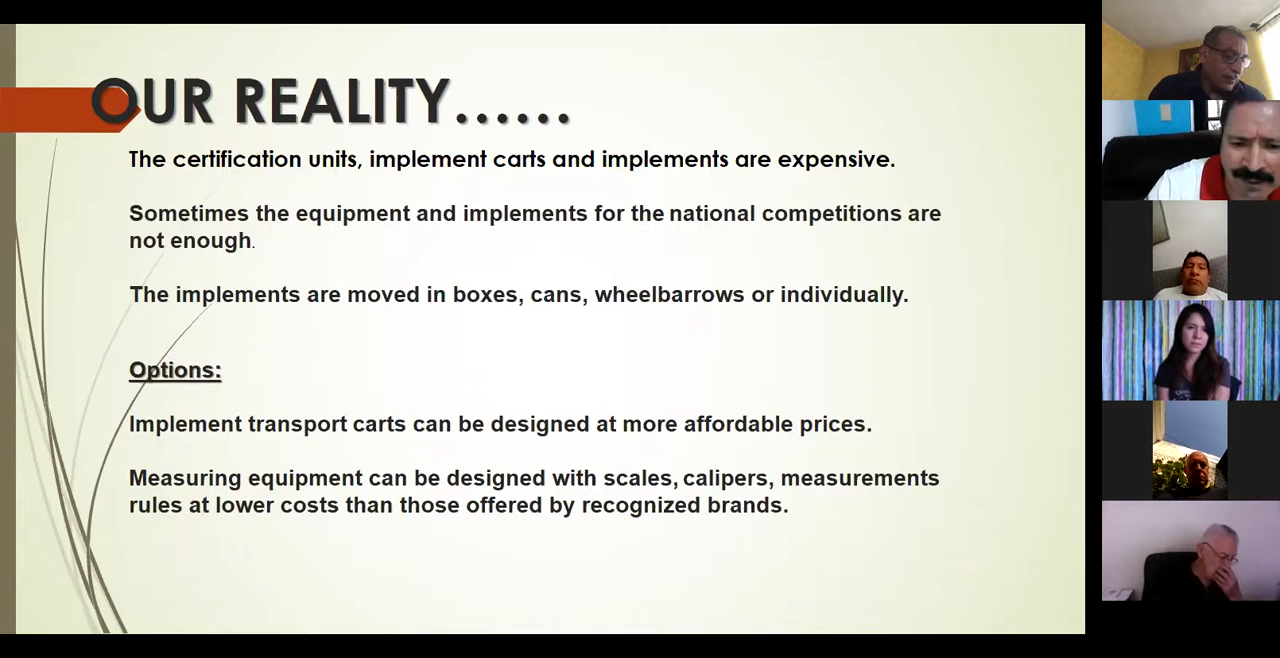 OUR REALITY......
The certification units, implement carts and implements are expensive.
Sometimes the equipment and implements for the national competitions are
not enough.
The implements are moved in boxes, cans, wheelbarrows or individually.
Options:
Implement transport carts can be designed at more affordable prices.
Measuring equipment can be designed with scales, calipers, measurements
rules at lower costs than those offered by recognized brands.